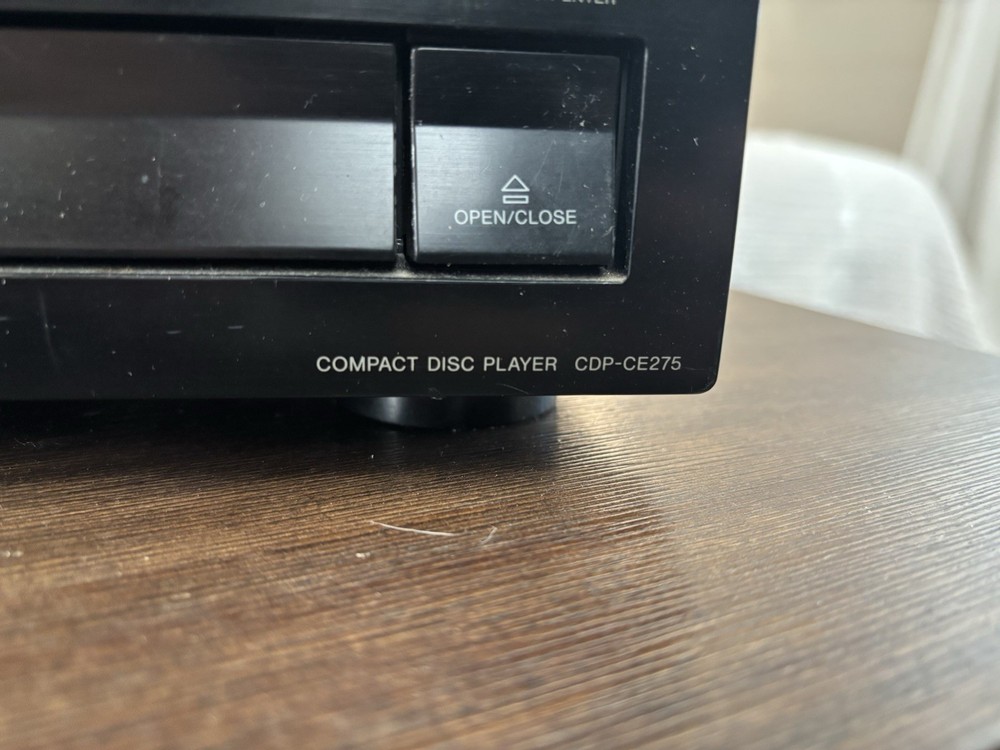 OPEN/CLOSE
COMPACT DISC PLAYER CDP-CE275